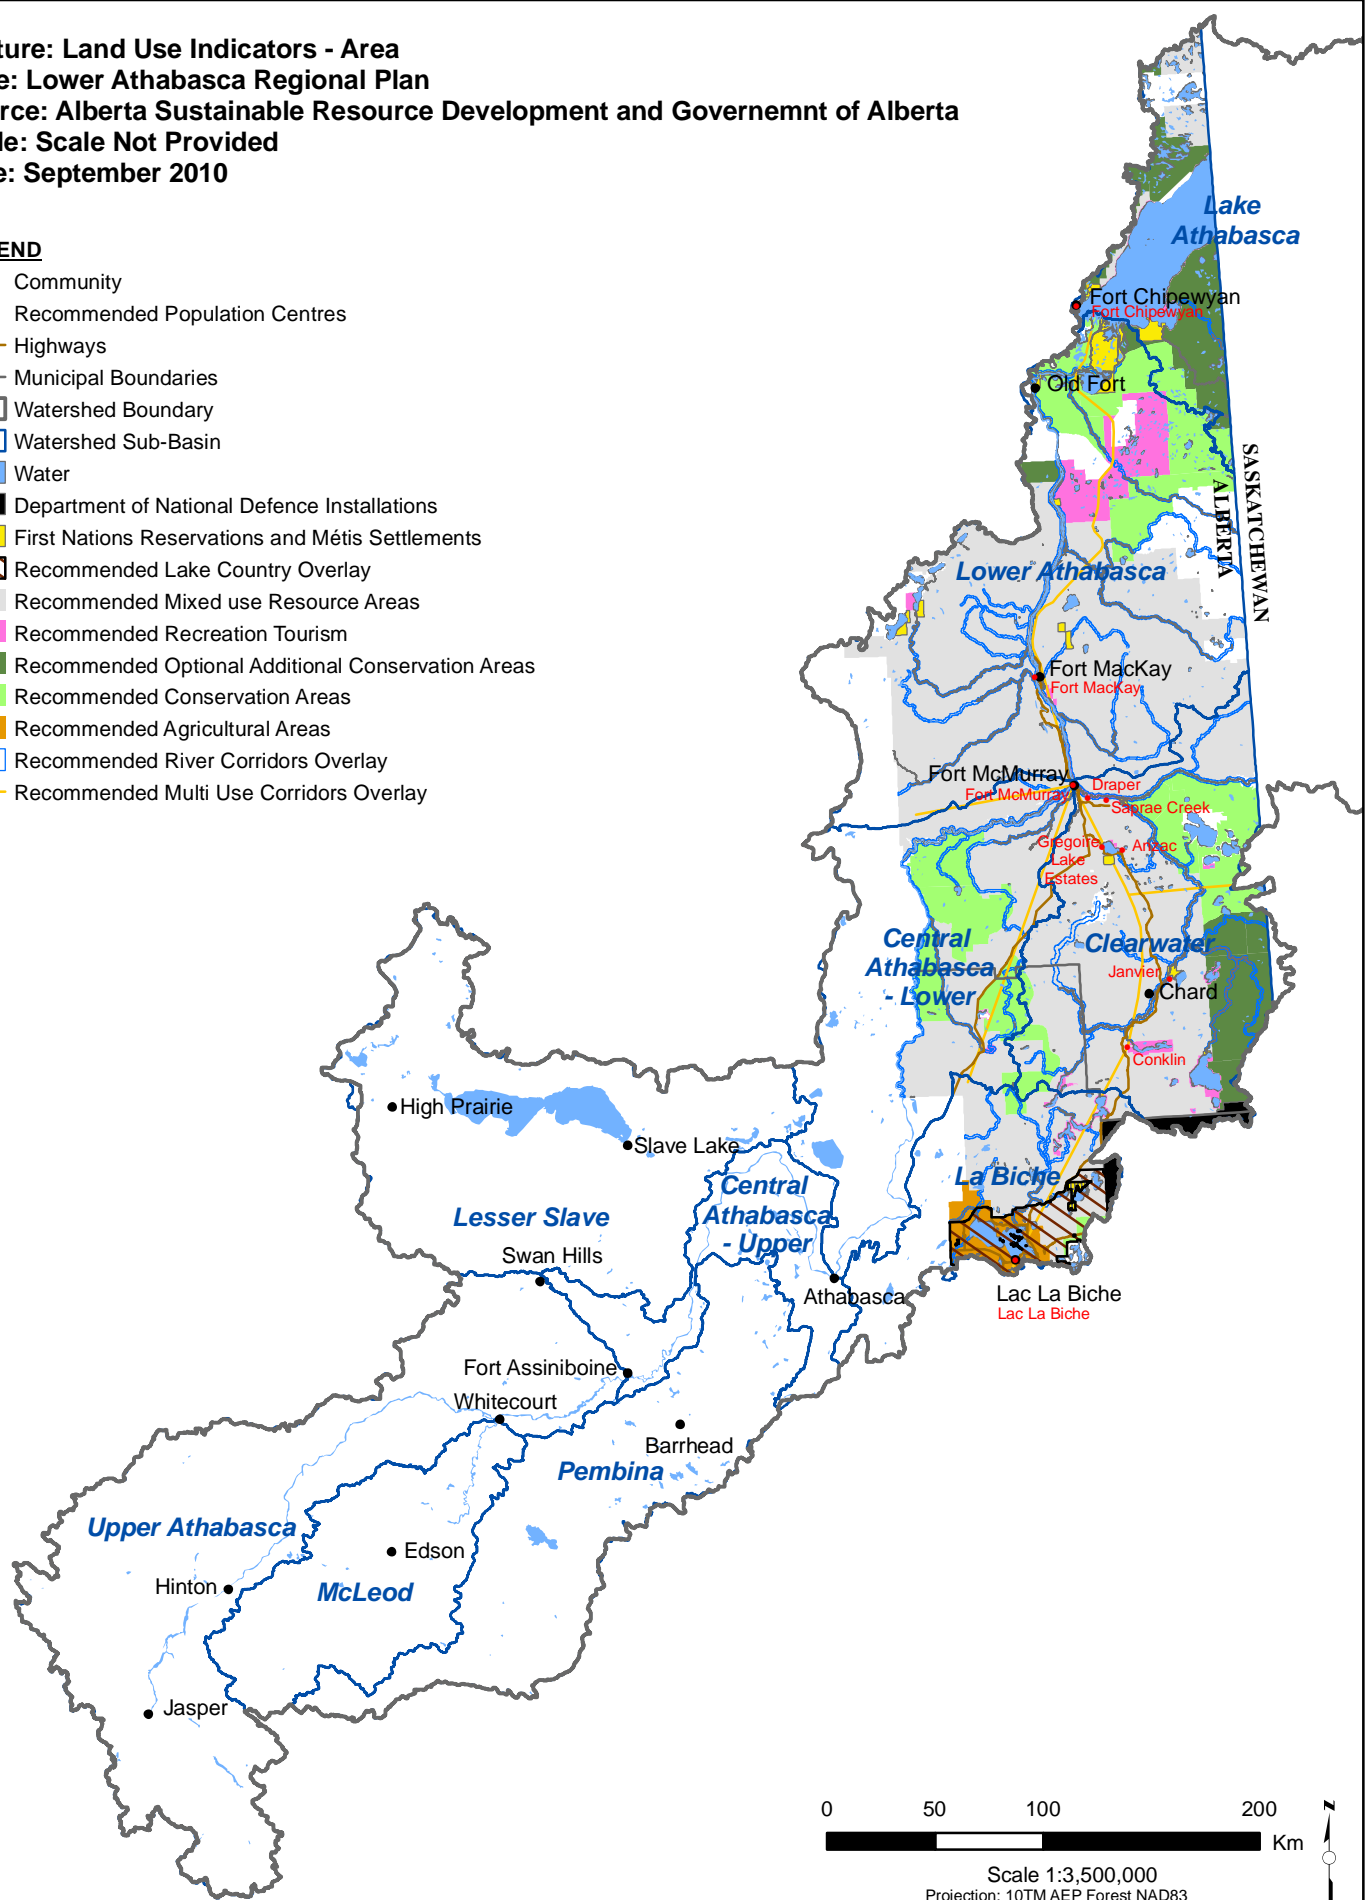 ture: Land Use Indicators - Area
e: Lower Athabasca Regional Plan
rce: Alberta Sustainable Resource Development and Governemnt of Alberta
le: Scale Not Provided
e: September 2010
END
Community
Recommended Population Centres
Highways
Municipal Boundaries
Watershed Boundary
Watershed Sub-Basin
Water
Department of National Defence Installations
First Nations Reservations and Métis Settlements
Recommended Lake Country Overlay
Recommended Mixed use Resource Areas
Recommended Recreation Tourism
Recommended Optional Additional Conservation Areas
Recommended Conservation Areas
Recommended Agricultural Areas
Recommended River Corridors Overlay
Recommended Multi Use Corridors Overlay
Lake
Athabasca
Fort Chipewyan
Fort Chipewyan
Old Fort
SASKATCHEWAN
ALBERTA
Lower Athabasca
Fort MacKay
Fort MacKay
Fort McMurray
Fort McMurray
Draper
Saprae Creek
Gregoire
Lake
Estates
Anzac
Central
Athabasca
- Lower
Clearwater
Janvier
Chard
Conklin
High Prairie
Slave Lake
La Biche
Central
Athabasca
- Upper
Lesser Slave
Swan Hills
Athabasca
Lac La Biche
Lac La Biche
Fort Assiniboine
Whitecourt
Barrhead
Pembina
Upper Athabasca
Edson
Hinton
McLeod
Jasper
0 50 100 200
Km
Scale 1:3,500,000
Projection: 10TM AEP Forest NAD83
N